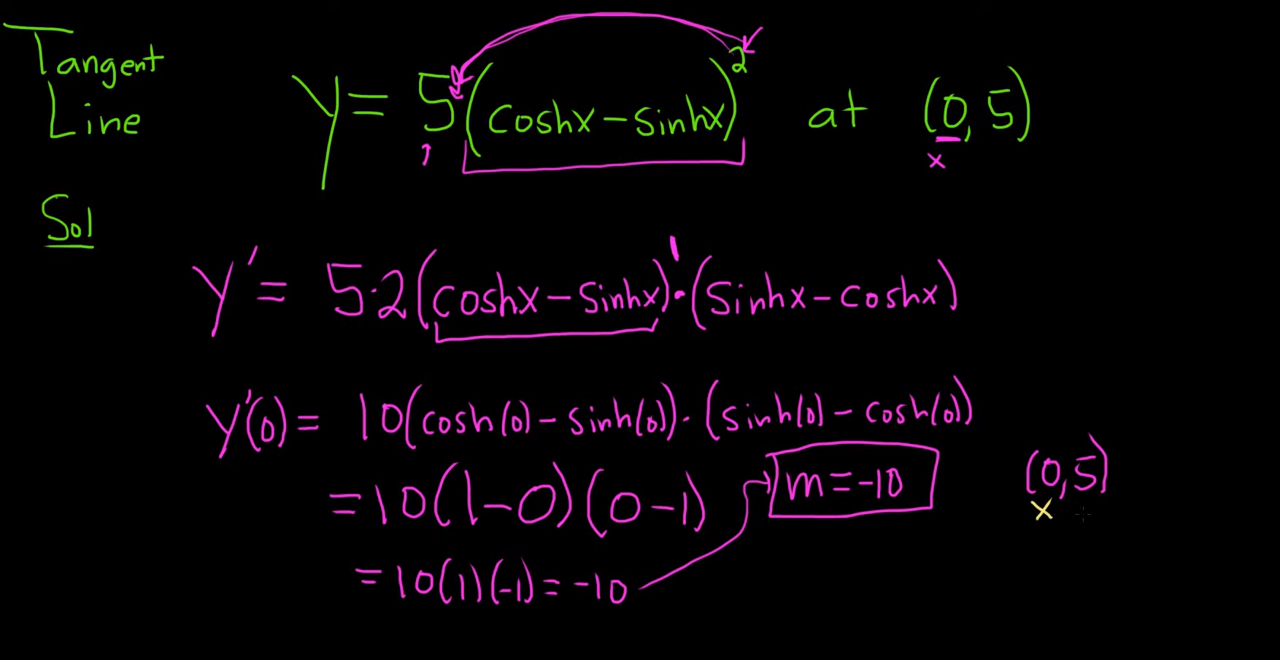 Tangent
Line
Y = 5(coshx - sinhx)² at (0, 5)
x
Sol
Y' = 5·2(coshx - sinhx)¹·(sinhx - coshx)
Y'(0) = 10(cosh(0) - sinh(0))·(sinh(0) - cosh(0))
= 10(1-0)(0-1)
m = -10
(0, 5)
x
= 10(1)(-1) = -10